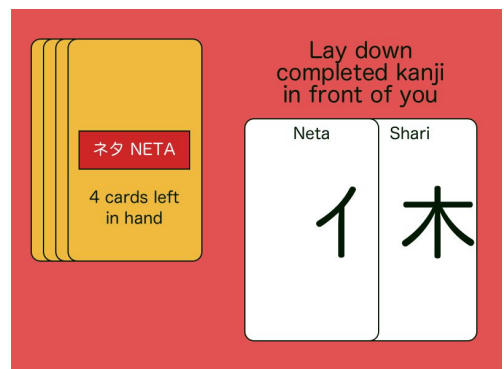 ネタ NETA
4 cards left
in hand
Lay down
completed kanji
in front of you
Neta
Shari
亻木